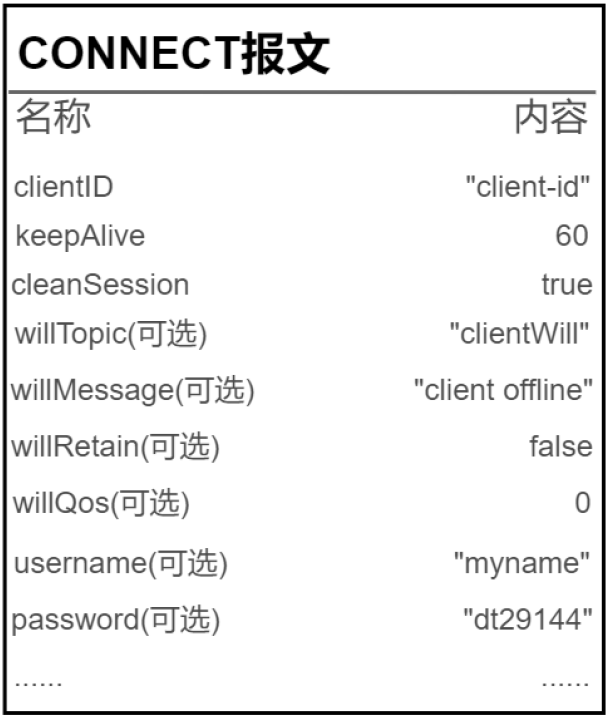 CONNECT报文
名称 内容
clientID "client-id"
keepAlive 60
cleanSession true
willTopic(可选) "clientWill"
willMessage(可选) "client offline"
willRetain(可选) false
willQos(可选) 0
username(可选) "myname"
password(可选) "dt29144"
...... ......